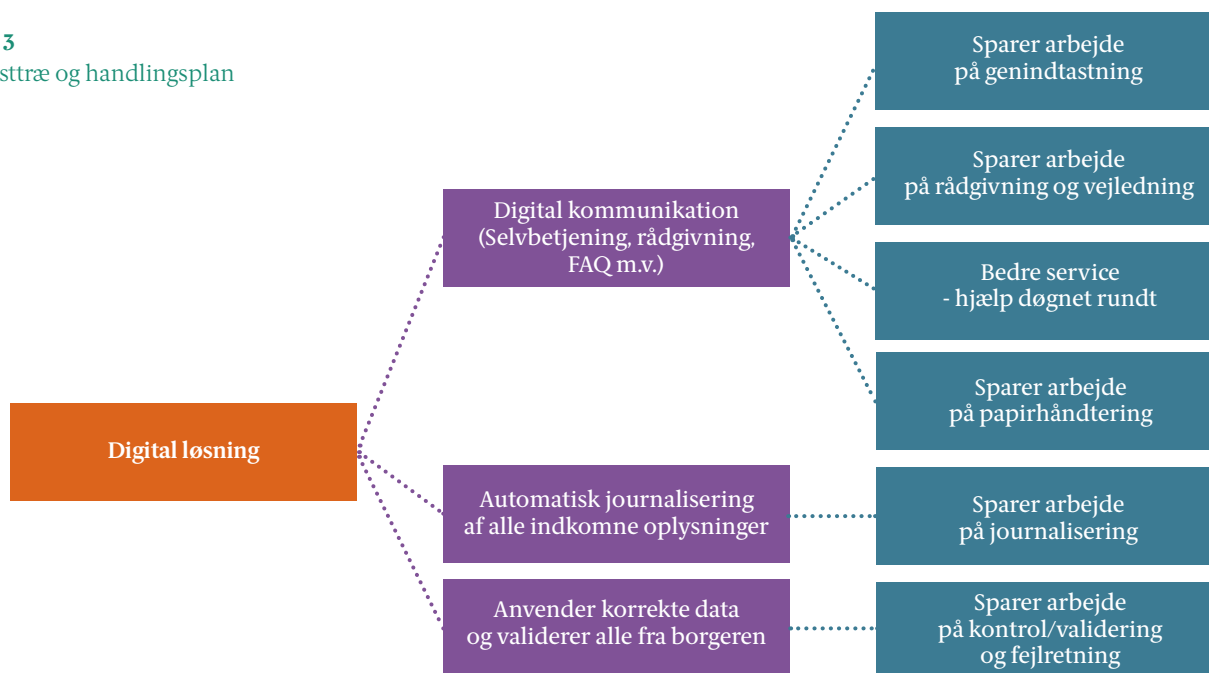 3
sttræ og handlingsplan
Sparer arbejde
på genindtastning
Sparer arbejde
på rådgivning og vejledning
Digital kommunikation
(Selvbetjening, rådgivning,
FAQ m.v.)
Bedre service
- hjælp døgnet rundt
Sparer arbejde
på papirhåndtering
Digital løsning
Automatisk journalisering
af alle indkomne oplysninger
Sparer arbejde
på journalisering
Anvender korrekte data
og validerer alle fra borgeren
Sparer arbejde
på kontrol/validering
og fejlretning